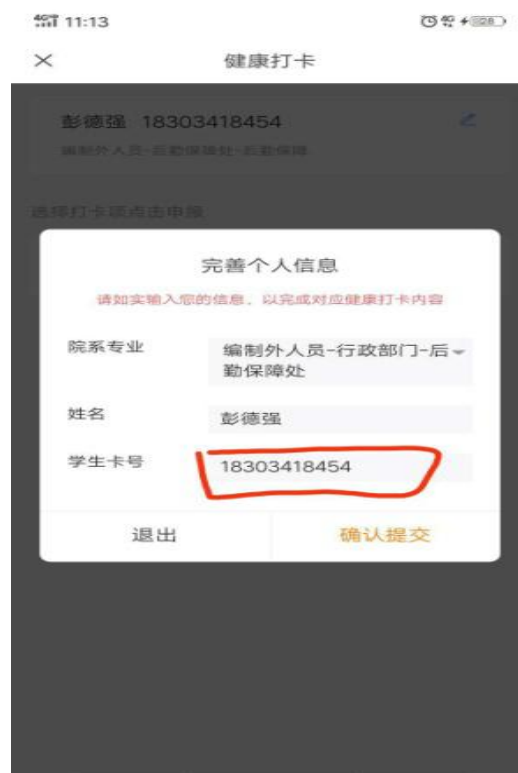 11:13
28
健康打卡
彭德强 18303418454
编制外人员-后勤保障处-后勤保障
选择打卡项点击申报
完善个人信息
请如实输入您的信息，以完成对应健康打卡内容
院系专业
编制外人员-行政部门-后
勤保障处
姓名
彭德强
学生卡号
18303418454
退出
确认提交